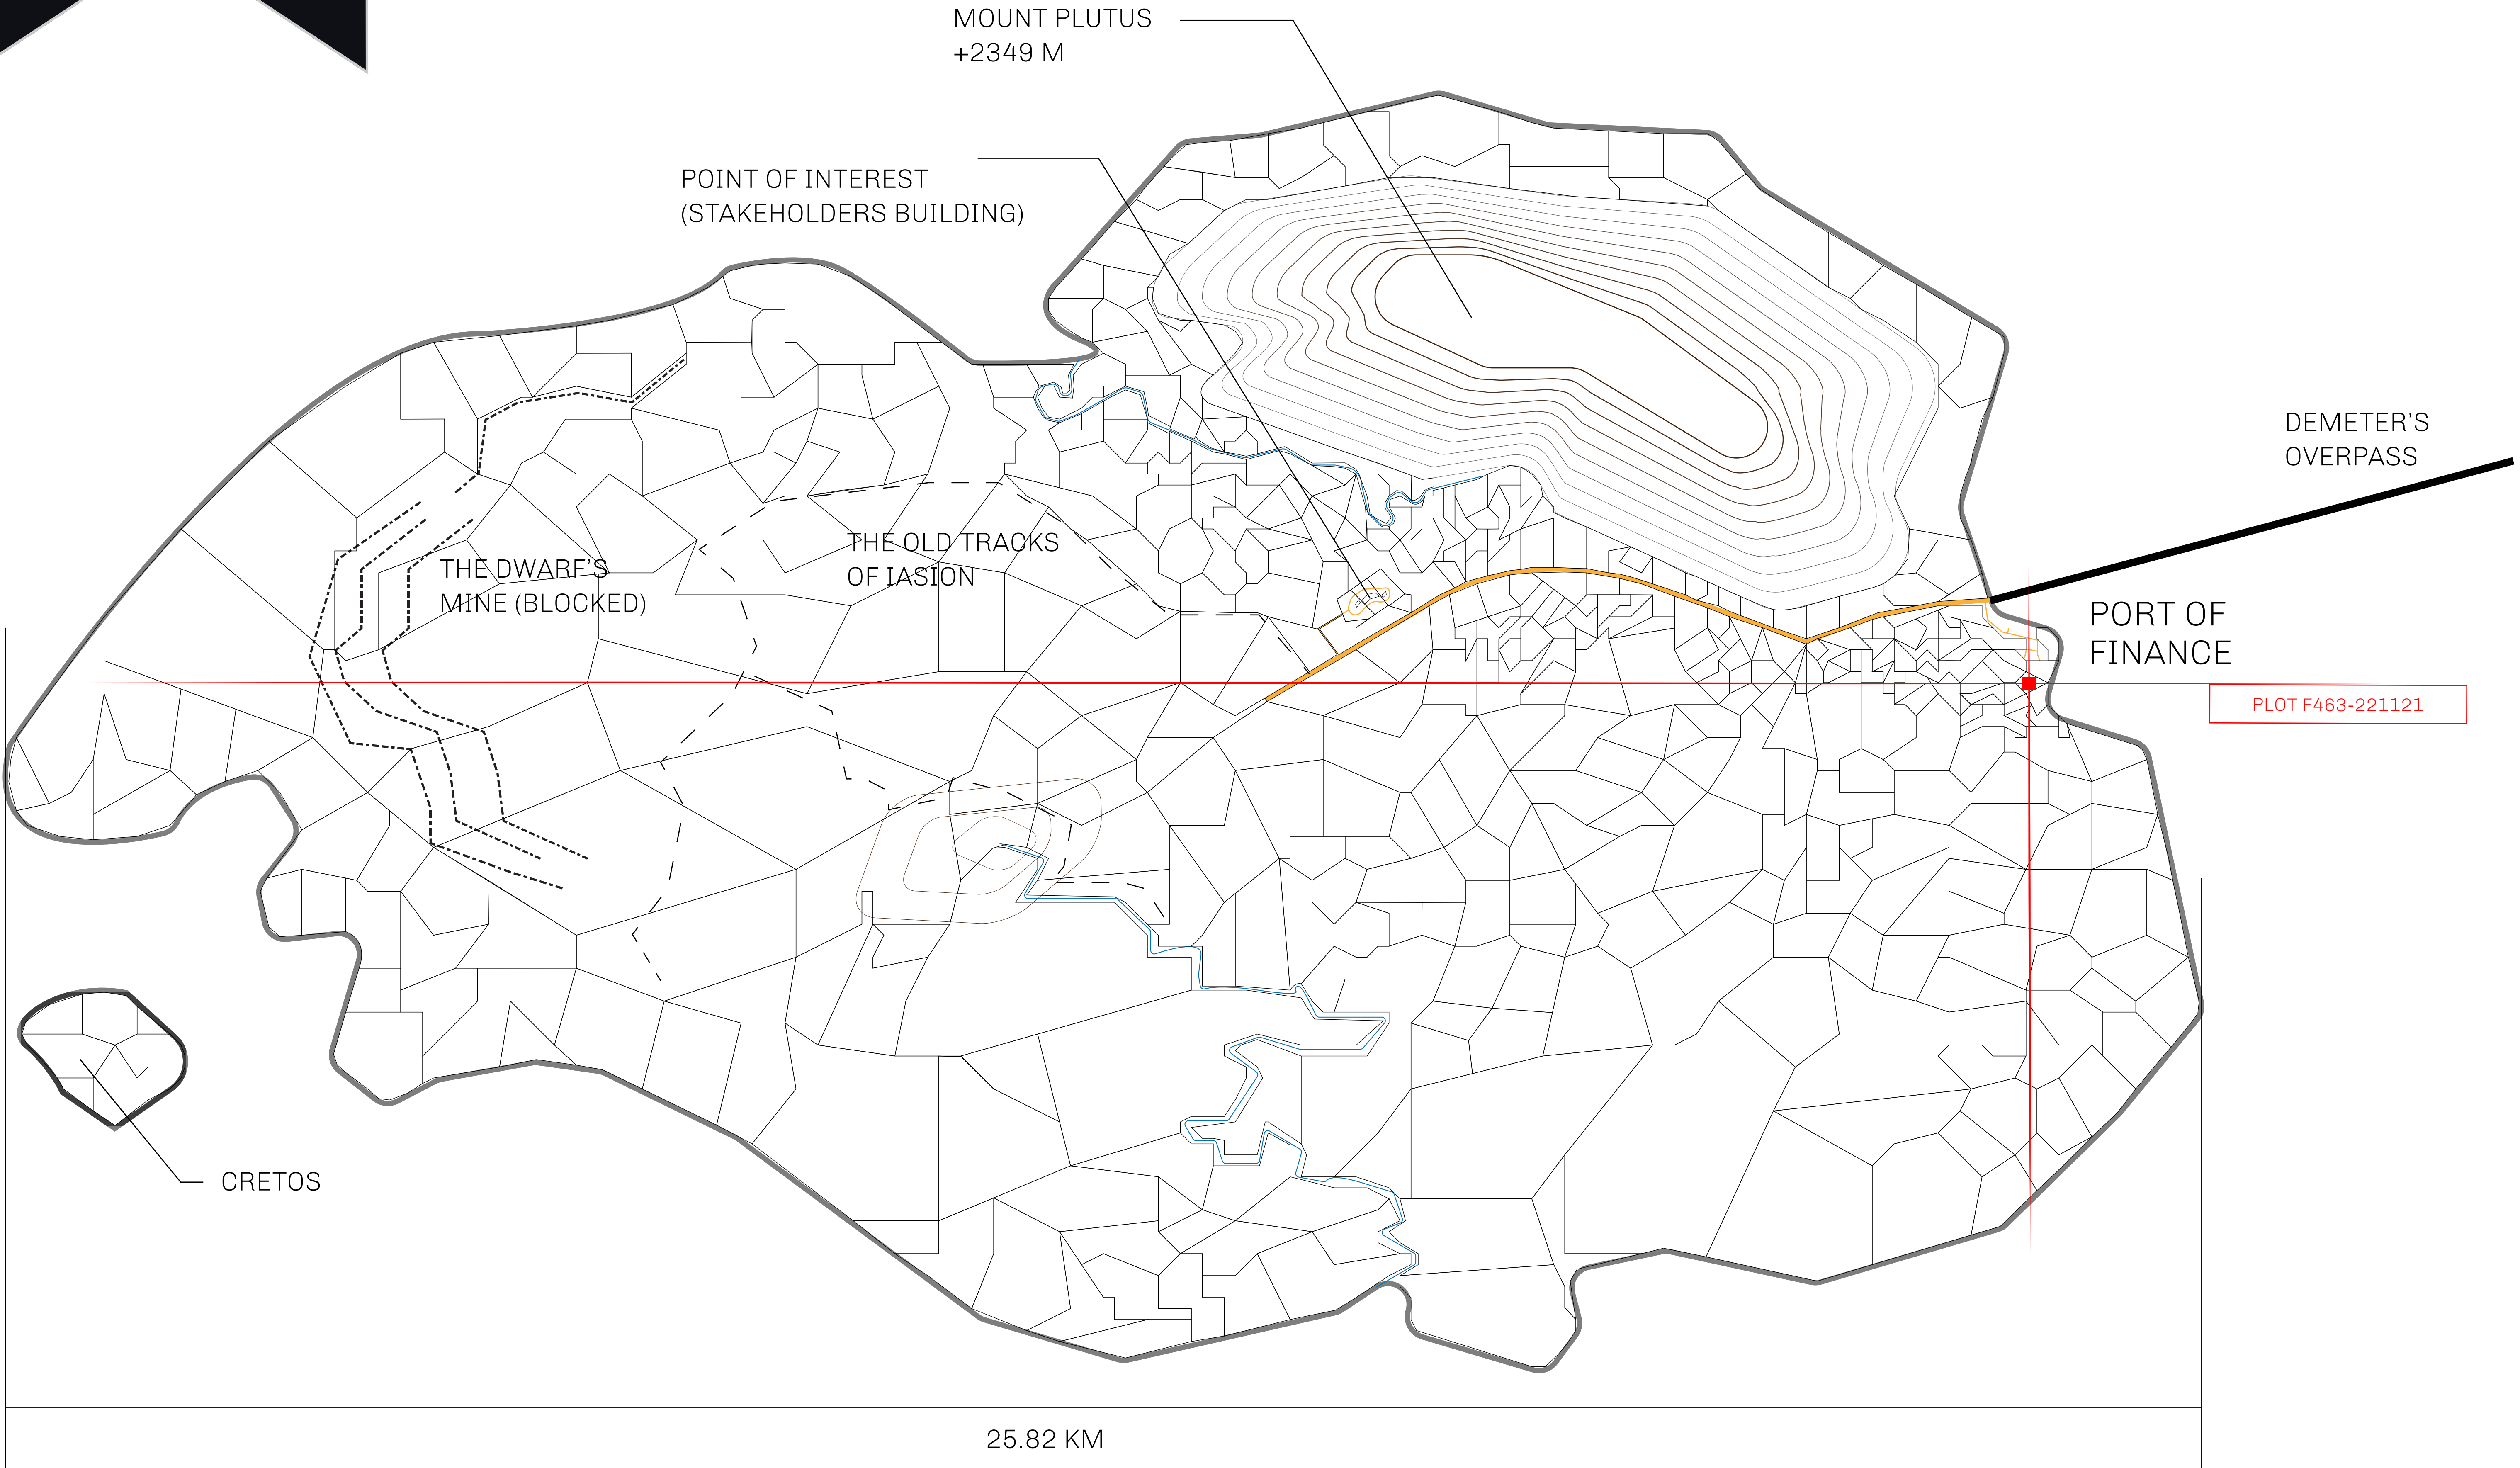 MOUNT PLUTUS
+2349 M
POINT OF INTEREST
(STAKEHOLDERS BUILDING)
DEMETER'S
OVERPASS
THE OLD TRACKS
OF IASION
THE DWARF'S
MINE (BLOCKED)
PORT OF
FINANCE
PLOT F463-221121
CRETOS
25.82 KM